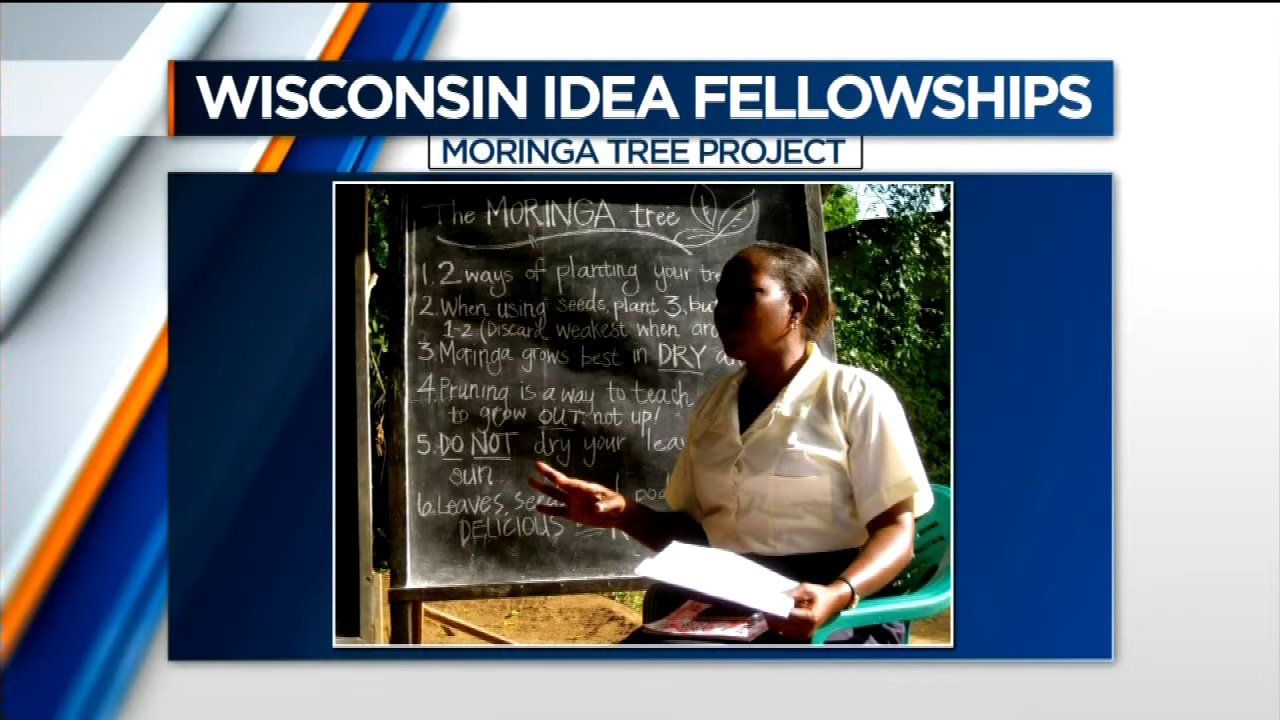 WISCONSIN IDEA FELLOWSHIPS
MORINGA TREE PROJECT
The MORINGA tree
1. 2 ways of planting your
2. When using seeds, plant 3, but
1-2 (Discard weakest when
3. Moringa grows best in DRY
4. Pruning is a way to teach
to grow OUT not up!
5. DO NOT dry your
sun
6. Leaves,
DELICIOUS